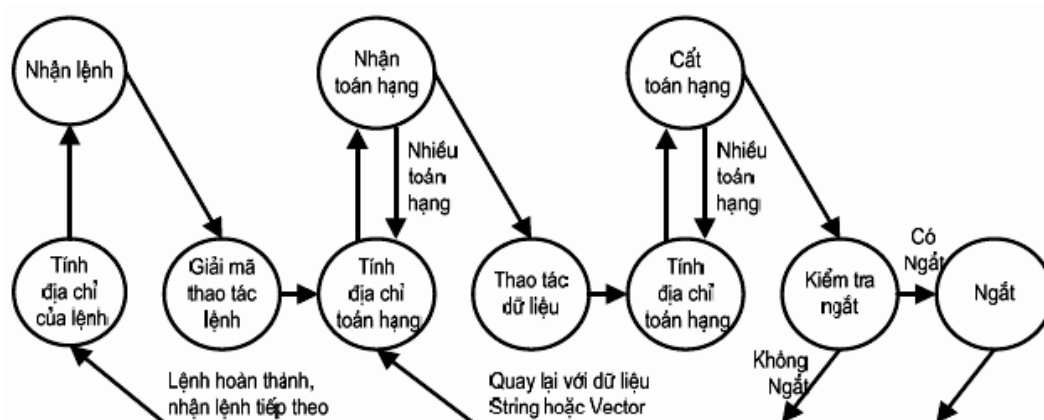 Nhận lệnh
Nhận
toán hạng
Cất
toán hạng
Nhiều
toán
hạng
Nhiều
toán
hạng
Tính
địa chỉ
của lệnh
Giải mã
thao tác
lệnh
Tính
địa chỉ
toán hạng
Thao tác
dữ liệu
Tính
địa chỉ
toán hạng
Kiểm tra
ngắt
Có
Ngắt
Ngắt
Không
Ngắt
Lệnh hoàn thành,
nhận lệnh tiếp theo
Quay lại với dữ liệu
String hoặc Vector